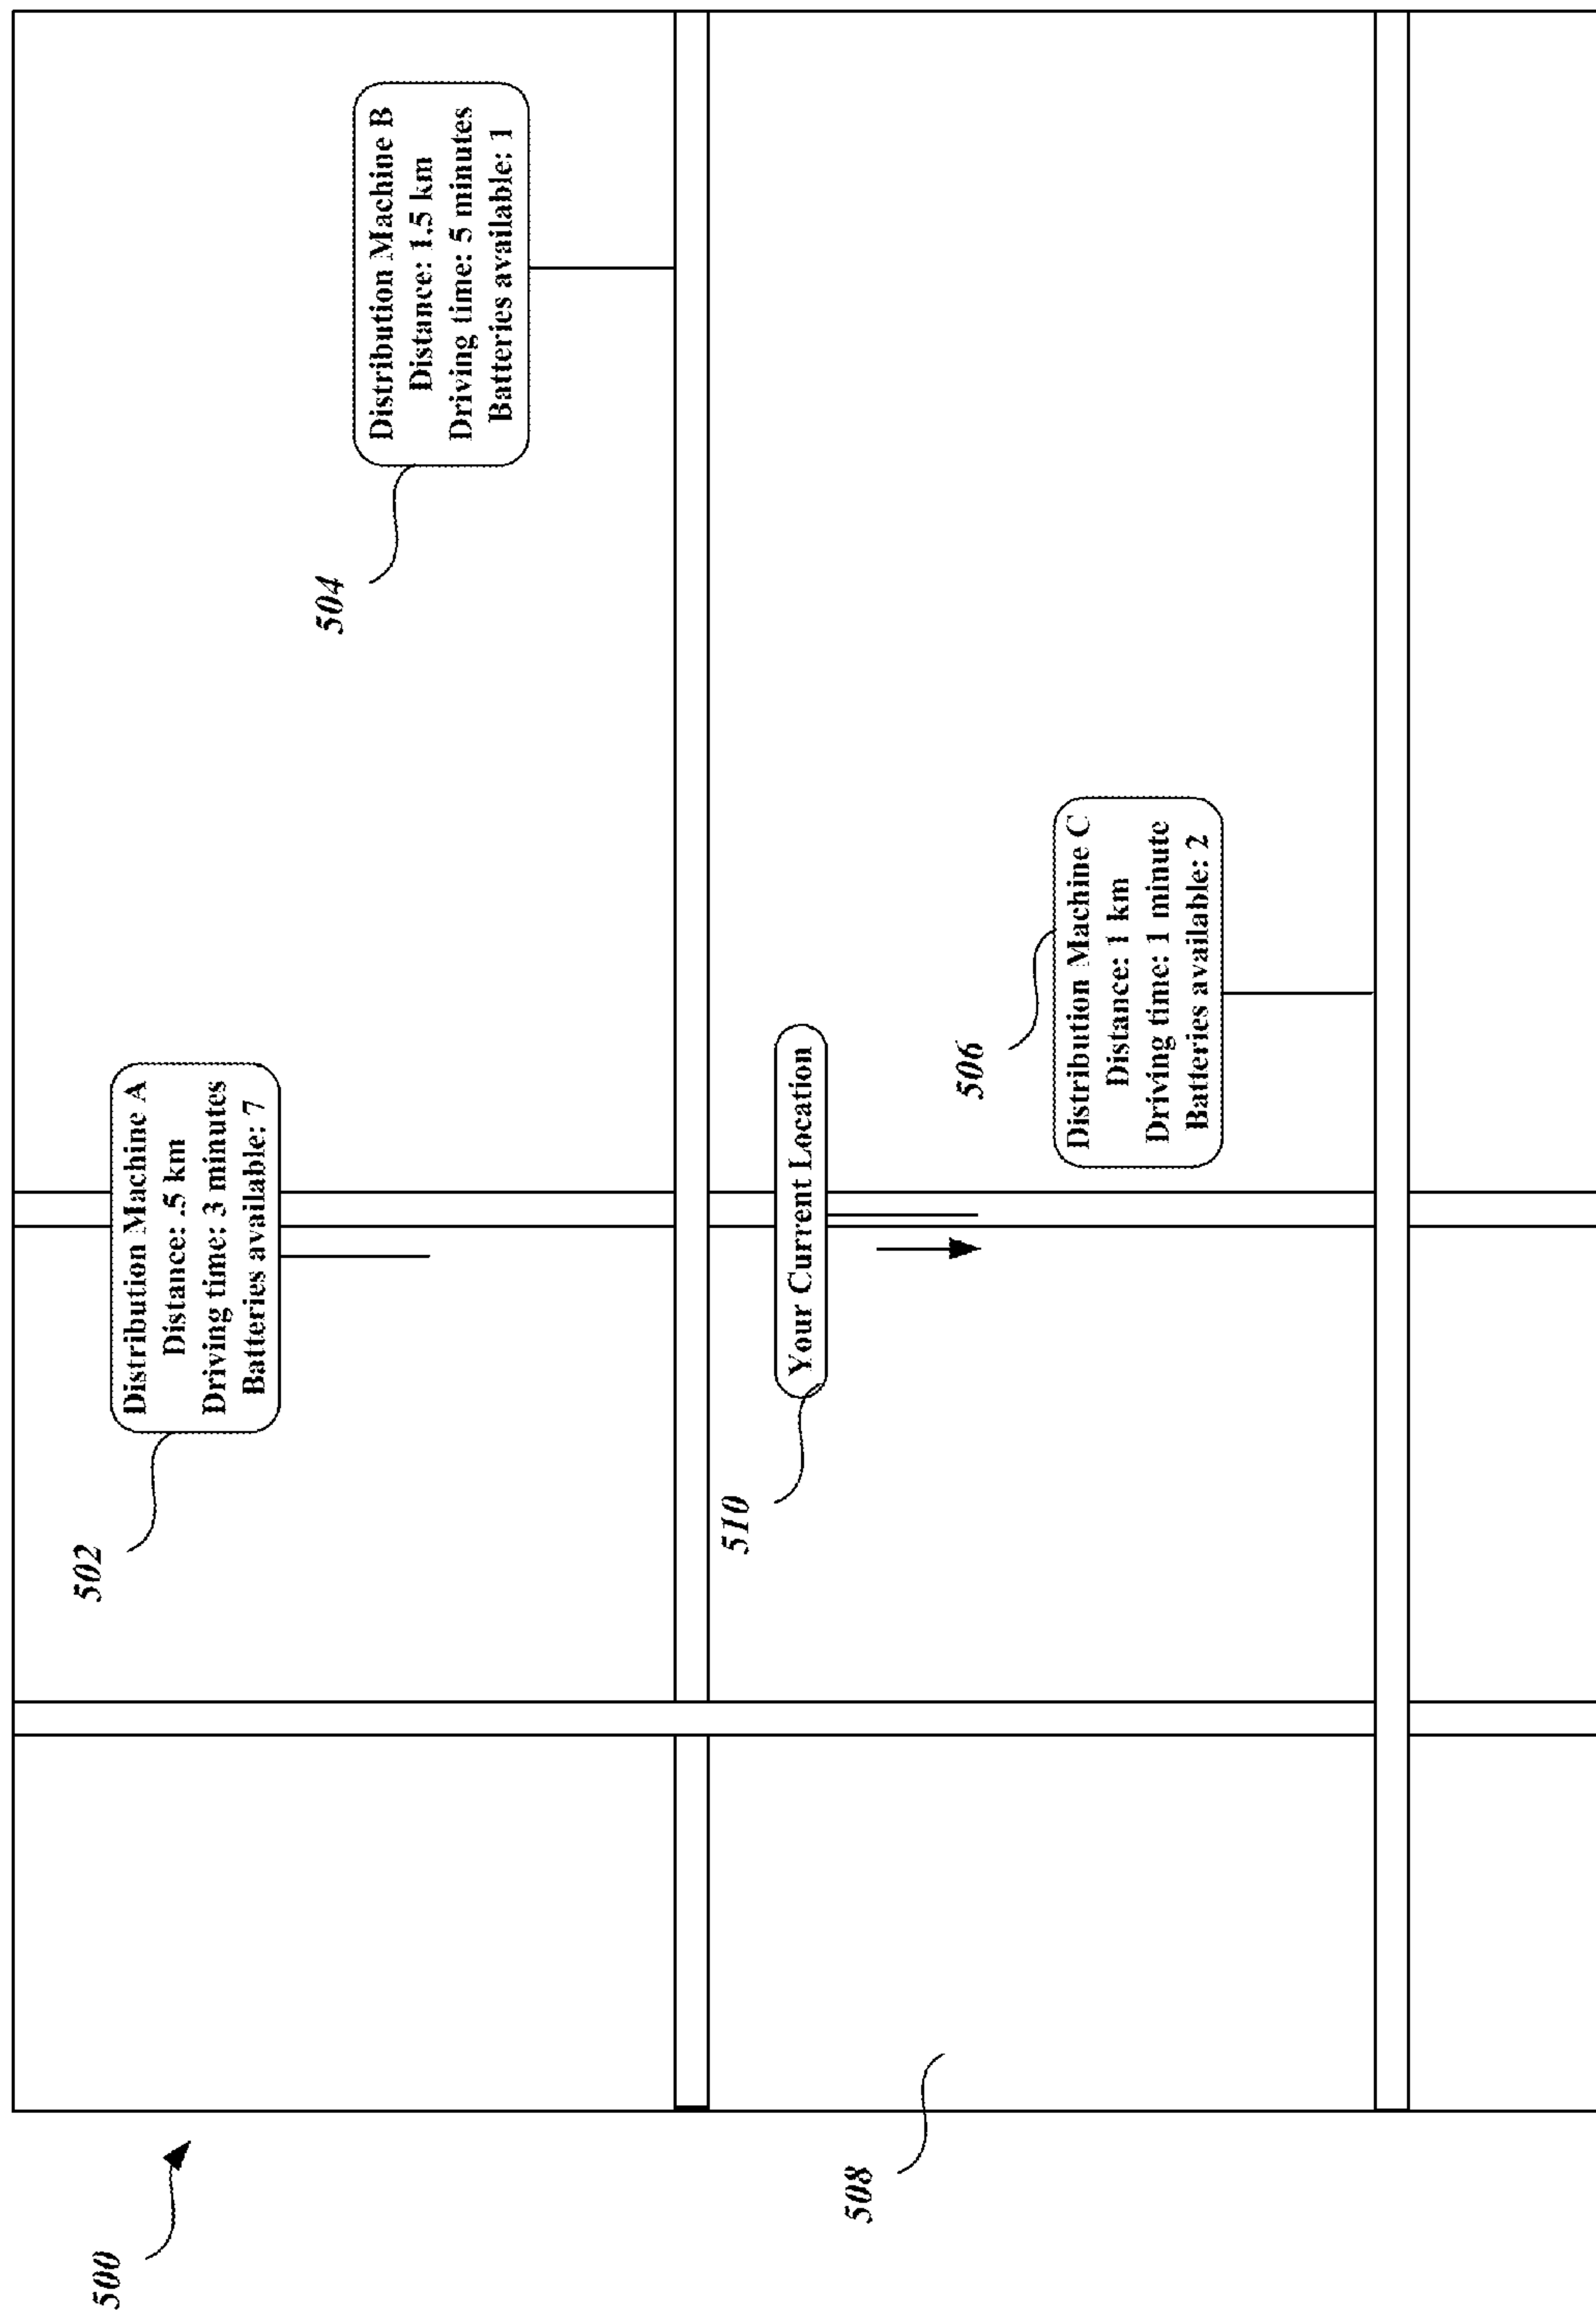 500
502
Distribution Machine A
Distance: .5 km
Driving time: 3 minutes
Batteries available: 7
504
Distribution Machine B
Distance: 1.5 km
Driving time: 5 minutes
Batteries available: 1
510
Your Current Location
508
506
Distribution Machine C
Distance: 1 km
Driving time: 1 minute
Batteries available: 2